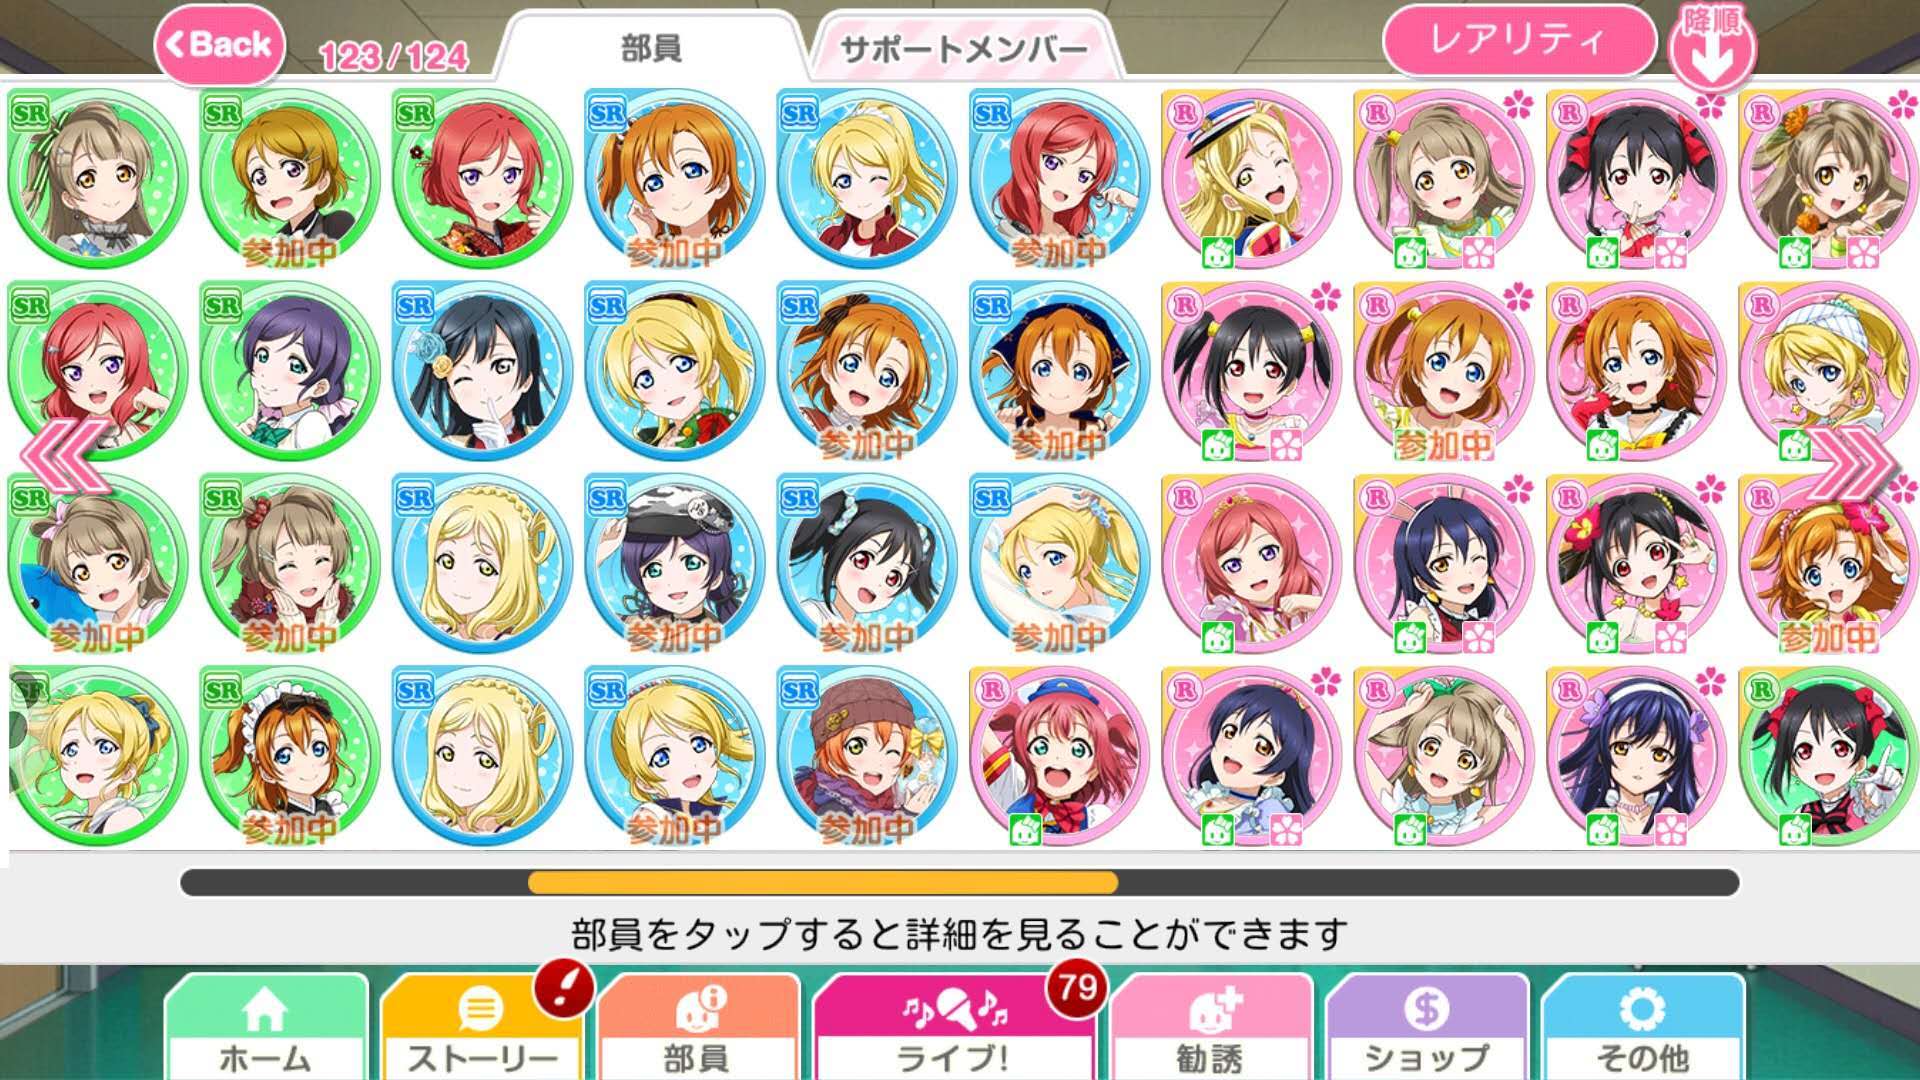 Back
123/124
部員
サポートメンバー
レアリティ
降順
SR SR SR SR SR SR R R R R
参加中 参加中 参加中
SR SR SR SR SR SR R R R R
参加中 参加中 参加中
SR SR SR SR SR SR R R R R
参加中 参加中 参加中 参加中 参加中 参加中
SR SR SR SR SR R R R R R
参加中 参加中 参加中
部員をタップすると詳細を見ることができます
!
79
ホーム
ストーリー
部員
ライブ!
勧誘
ショップ
その他